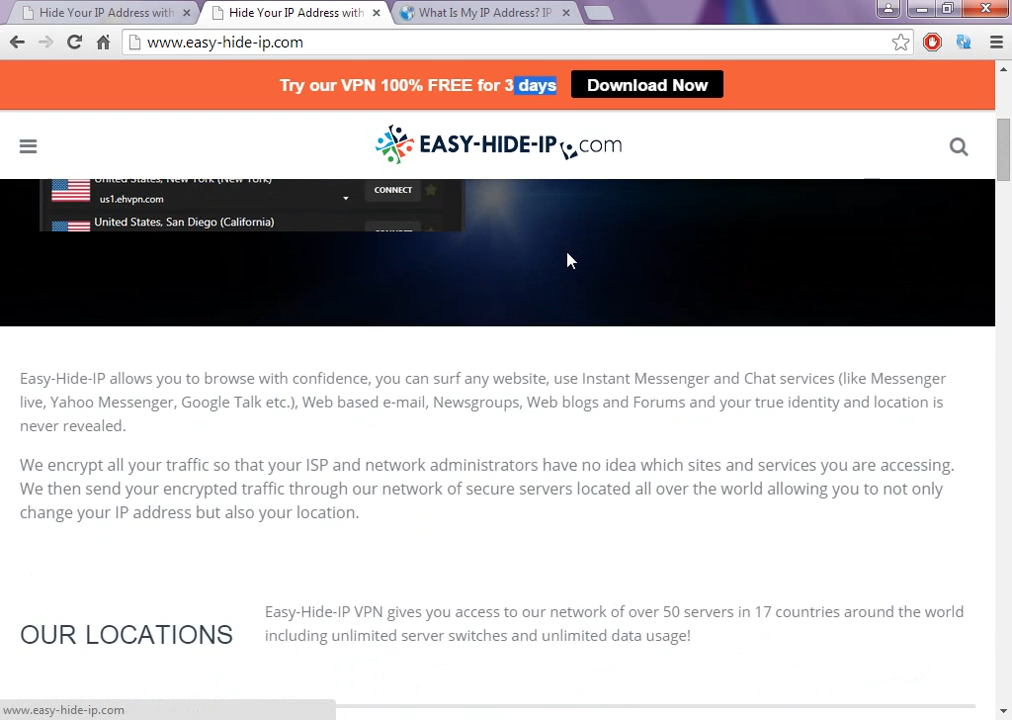 Hide Your IP Address with
Hide Your IP Address with
What Is My IP Address? IP
www.easy-hide-ip.com
Try our VPN 100% FREE for 3 days
Download Now
EASY-HIDE-IP.com
United States, New York (New York)
us1.ehvpn.com
CONNECT
United States, San Diego (California)
Easy-Hide-IP allows you to browse with confidence, you can surf any website, use Instant Messenger and Chat services (like Messenger
live, Yahoo Messenger, Google Talk etc.), Web based e-mail, Newsgroups, Web blogs and Forums and your true identity and location is
never revealed.
We encrypt all your traffic so that your ISP and network administrators have no idea which sites and services you are accessing.
We then send your encrypted traffic through our network of secure servers located all over the world allowing you to not only
change your IP address but also your location.
OUR LOCATIONS
Easy-Hide-IP VPN gives you access to our network of over 50 servers in 17 countries around the world
including unlimited server switches and unlimited data usage!
www.easy-hide-ip.com